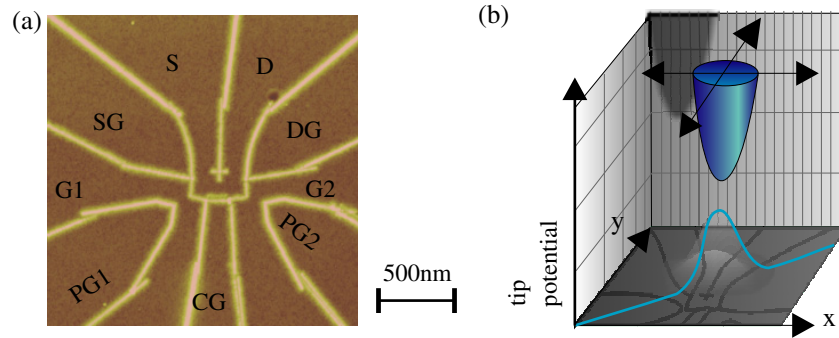 (a)
(b)
S
D
SG
DG
G1
G2
PG1
PG2
CG
500nm
tip
potential
y
x